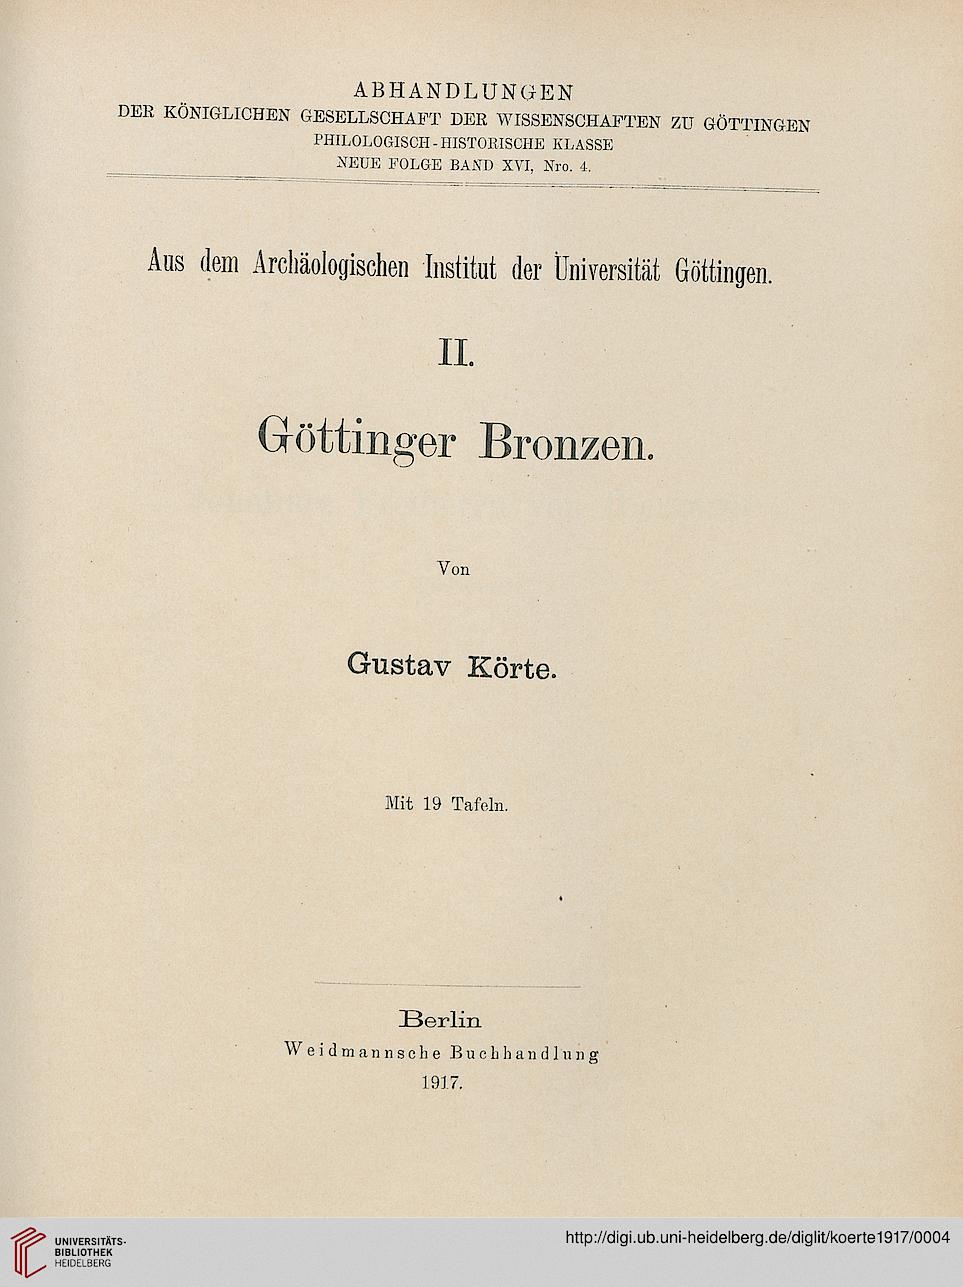 ABHANDLUNGEN
DER KÖNIGLICHEN GESELLSCHAFT DER WISSENSCHAFTEN ZU GÖTTINGEN
PHILOLOGISCH-HISTORISCHE KLASSE
NEUE FOLGE BAND XVI, Nro. 4.
Aus dem Archäologischen Institut der Universität Göttingen.
II.
Göttinger Bronzen.
Von
Gustav Körte.
Mit 19 Tafeln.
Berlin
Weidmannsche Buchhandlung
1917.
UNIVERSITÄTS-
BIBLIOTHEK
HEIDELBERG
http://digi.ub.uni-heidelberg.de/diglit/koerte1917/0004